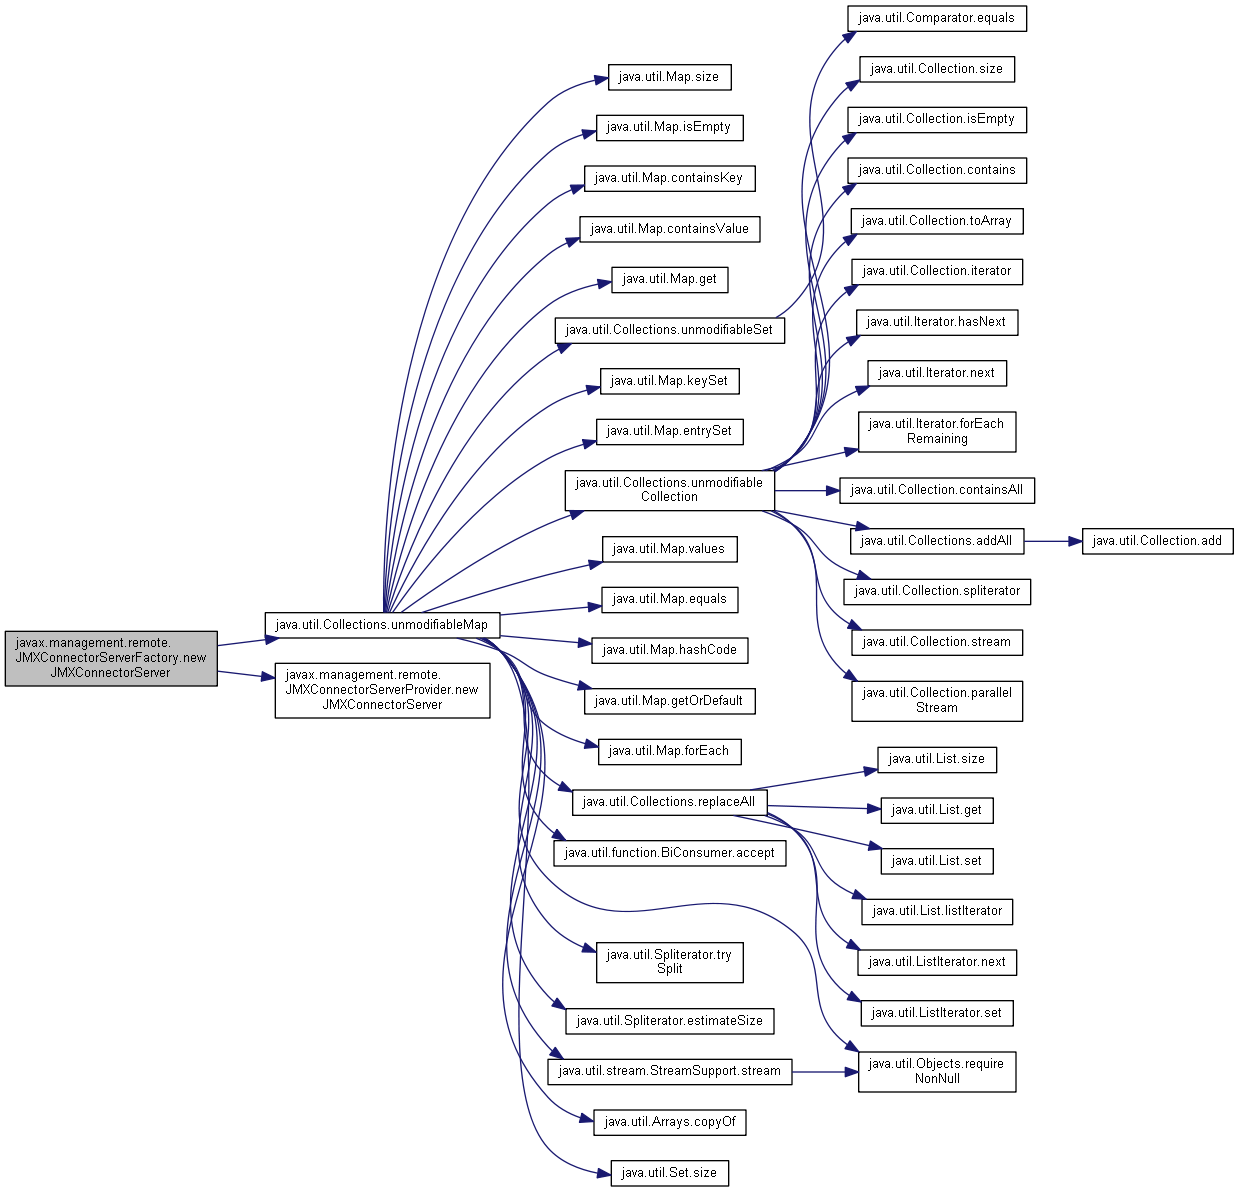 javax.management.remote.
JMXConnectorServerFactory.new
JMXConnectorServer
java.util.Collections.unmodifiableMap
javax.management.remote.
JMXConnectorServerProvider.new
JMXConnectorServer
java.util.Map.size
java.util.Map.isEmpty
java.util.Map.containsKey
java.util.Map.containsValue
java.util.Map.get
java.util.Collections.unmodifiableSet
java.util.Map.keySet
java.util.Map.entrySet
java.util.Collections.unmodifiable
Collection
java.util.Map.values
java.util.Map.equals
java.util.Map.hashCode
java.util.Map.getOrDefault
java.util.Map.forEach
java.util.Collections.replaceAll
java.util.function.BiConsumer.accept
java.util.Spliterator.try
Split
java.util.Spliterator.estimateSize
java.util.stream.StreamSupport.stream
java.util.Arrays.copyOf
java.util.Set.size
java.util.Comparator.equals
java.util.Collection.size
java.util.Collection.isEmpty
java.util.Collection.contains
java.util.Collection.toArray
java.util.Collection.iterator
java.util.Iterator.hasNext
java.util.Iterator.next
java.util.Iterator.forEach
Remaining
java.util.Collection.containsAll
java.util.Collections.addAll
java.util.Collection.spliterator
java.util.Collection.stream
java.util.Collection.parallel
Stream
java.util.List.size
java.util.List.get
java.util.List.set
java.util.List.listIterator
java.util.ListIterator.next
java.util.ListIterator.set
java.util.Objects.require
NonNull
java.util.Collection.add